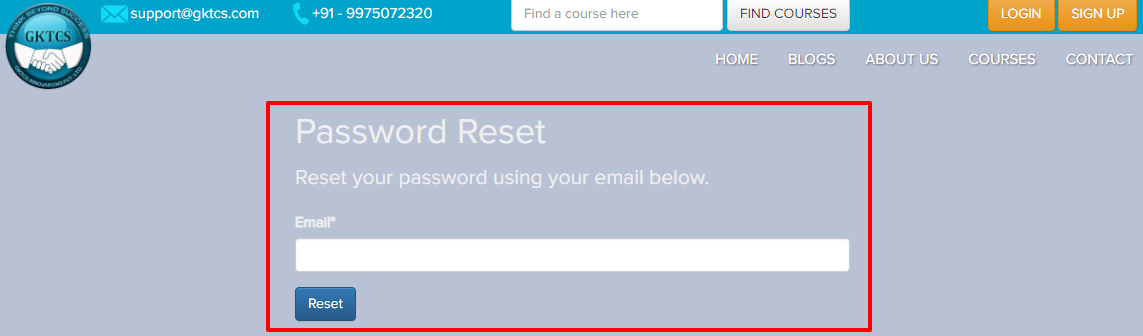 support@gktcs.com
+91 - 9975072320
Find a course here
FIND COURSES
LOGIN
SIGN UP
THINK BEYOND SUCCESS
GKTCS
HOME
BLOGS
ABOUT US
COURSES
CONTACT
Password Reset
Reset your password using your email below.
Email*
Reset